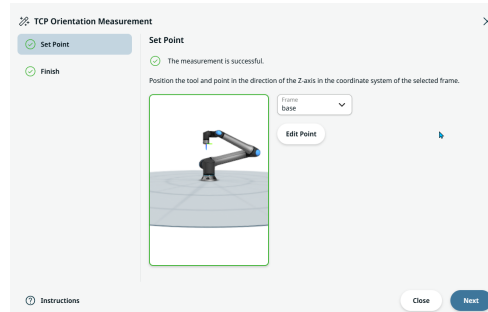 TCP Orientation Measurement
Set Point
Finish
Set Point
The measurement is successful.
Position the tool and point in the direction of the Z-axis in the coordinate system of the selected frame.
Frame
base
Edit Point
Instructions
Close
Next